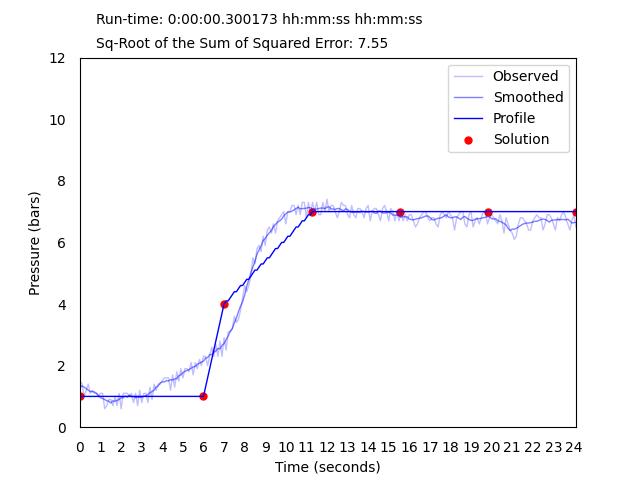 Run-time: 0:00:00.300173 hh:mm:ss hh:mm:ss
Sq-Root of the Sum of Squared Error: 7.55
Observed
Smoothed
Profile
Solution
12
10
8
6
4
2
0
Pressure (bars)
0 1 2 3 4 5 6 7 8 9 10 11 12 13 14 15 16 17 18 19 20 21 22 23 24
Time (seconds)